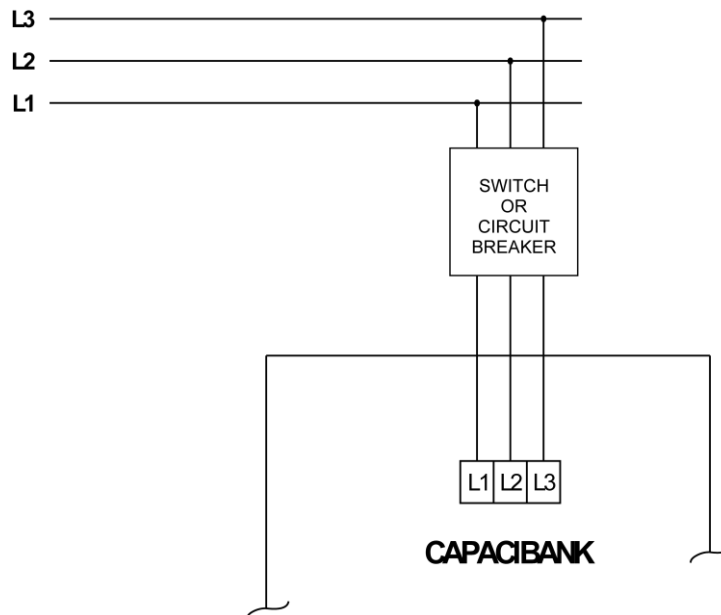 L3
L2
L1
SWITCH
OR
CIRCUIT
BREAKER
L1 L2 L3
CAPACIBANK